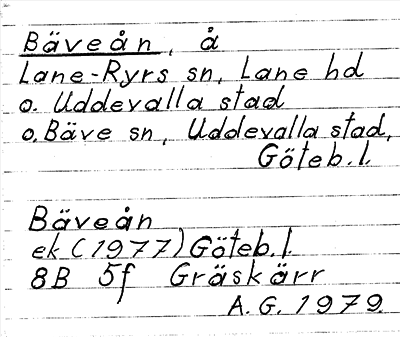 Bäveån, å
Lane-Ryrs sn, Lane hd
o. Uddevalla stad
o. Bäve sn, Uddevalla stad,
Göteb.l.
Bäveån
ek (1977) Göteb.l.
8B 5f Gräskärr
A.G. 1979.